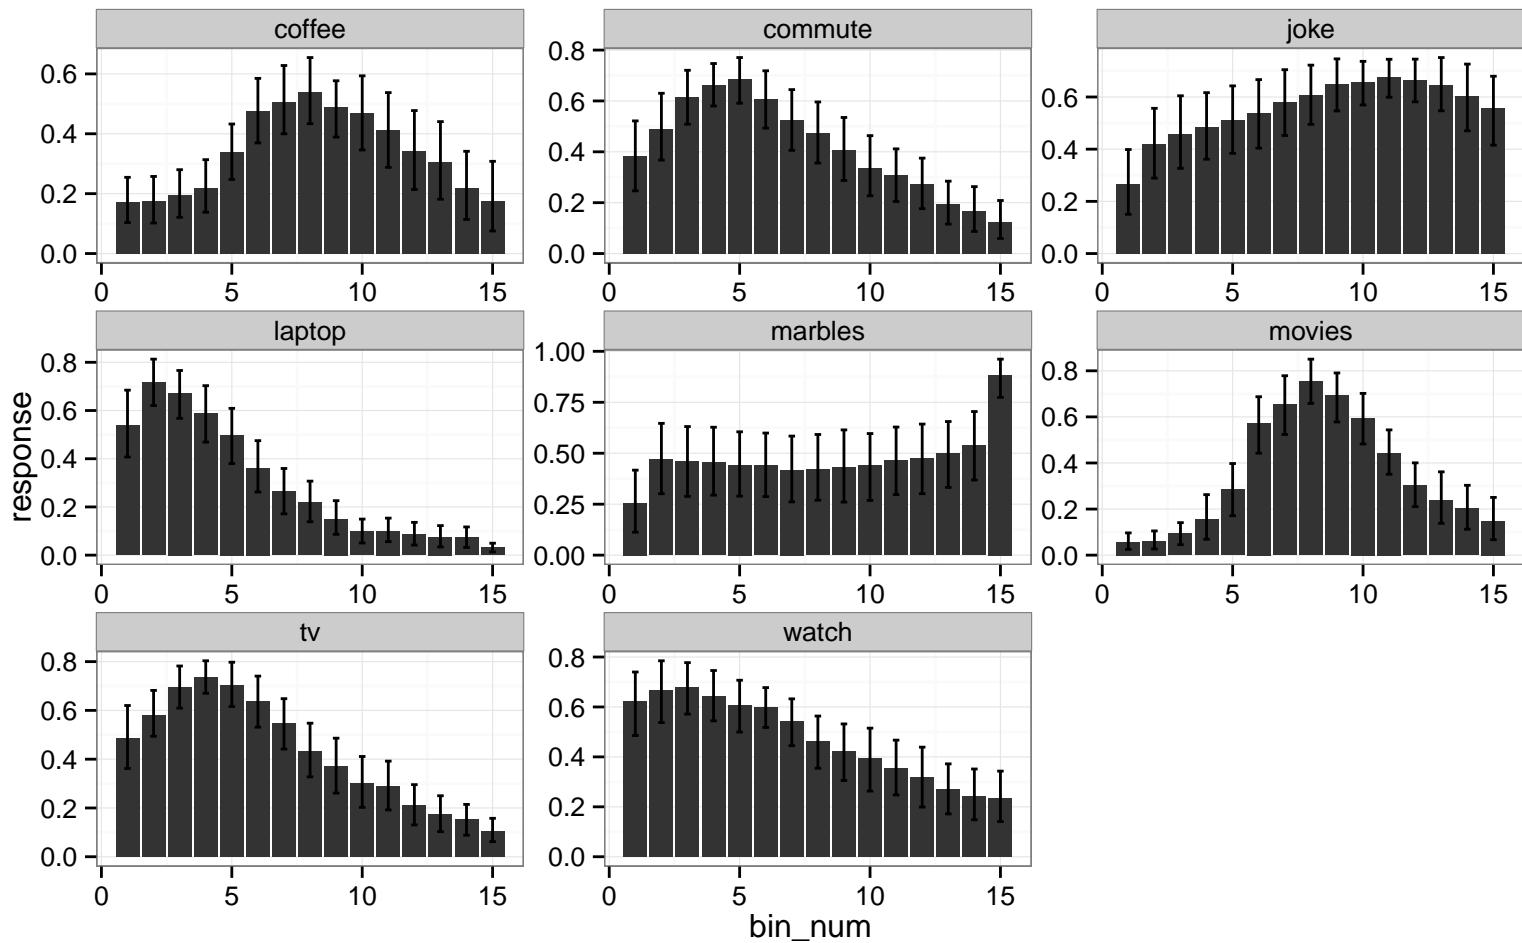 coffee commute joke
0.6 0.4 0.2 0.0
0.8 0.6 0.4 0.2 0.0
0.6 0.4 0.2 0.0
0 5 10 15 0 5 10 15 0 5 10 15
laptop marbles movies
0.8 0.6 0.4 0.2 0.0
1.00 0.75 0.50 0.25 0.00
0.8 0.6 0.4 0.2 0.0
response
0 5 10 15 0 5 10 15 0 5 10 15
tv watch
0.8 0.6 0.4 0.2 0.0
0.8 0.6 0.4 0.2 0.0
0 5 10 15 0 5 10 15
bin_num